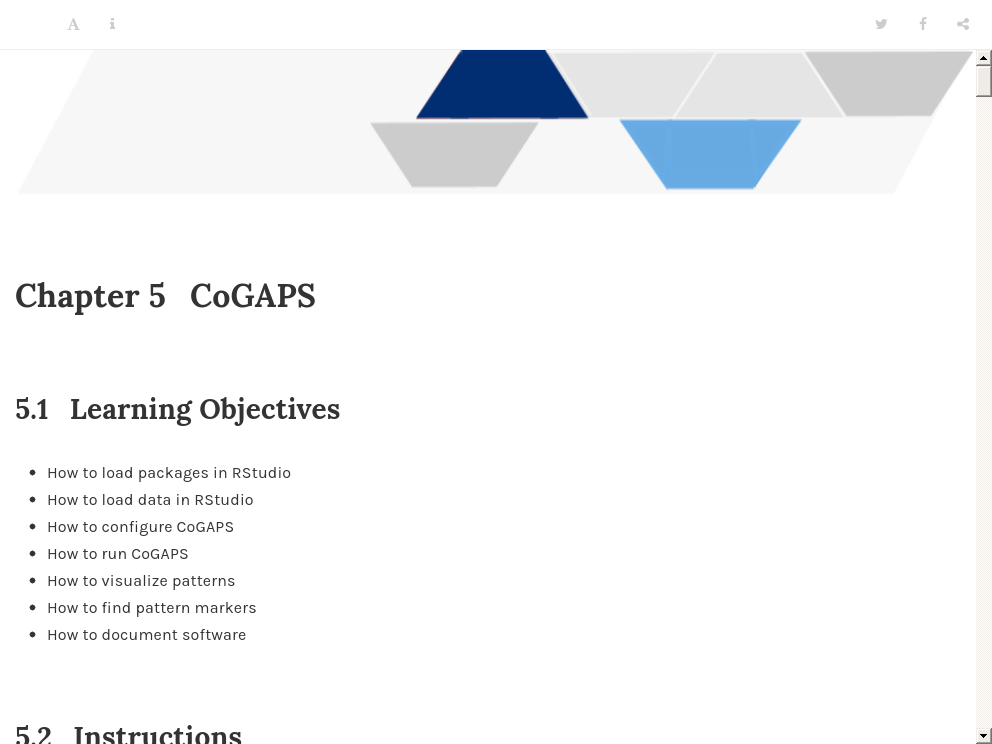 A i
Chapter 5 CoGAPS
5.1 Learning Objectives
• How to load packages in RStudio
• How to load data in RStudio
• How to configure CoGAPS
• How to run CoGAPS
• How to visualize patterns
• How to find pattern markers
• How to document software
5.2 Instructions